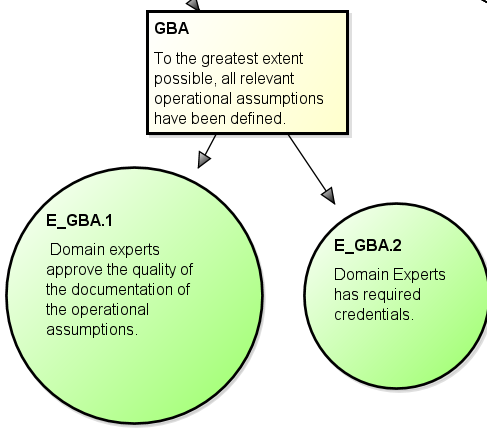 GBA
To the greatest extent
possible, all relevant
operational assumptions
have been defined.
E_GBA.1
Domain experts
approve the quality of
the documentation of
the operational
assumptions.
E_GBA.2
Domain Experts
has required
credentials.